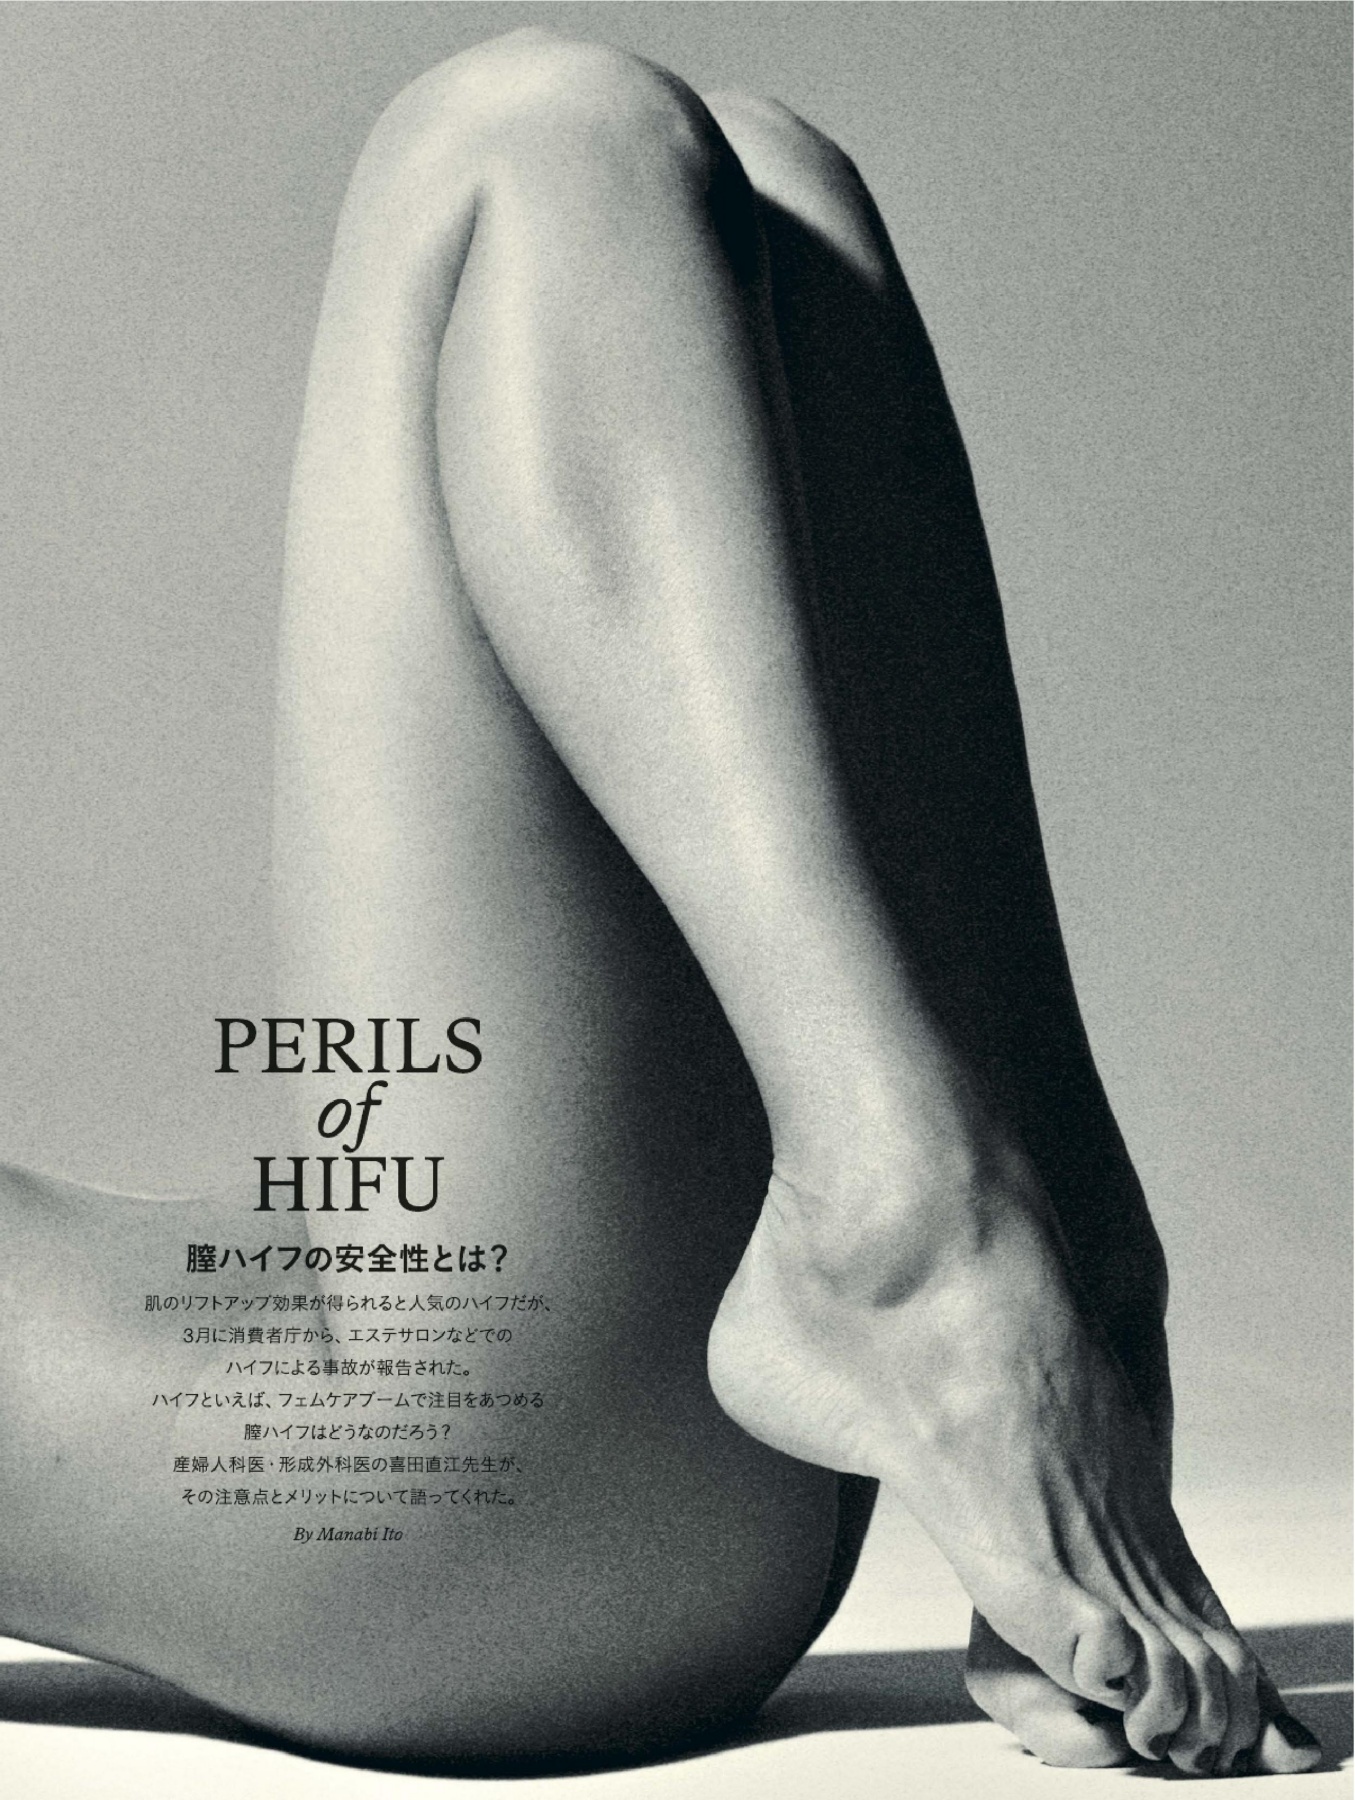 PERILS
of
HIFU
膣ハイフの安全性とは?
肌のリフトアップ効果が得られると人気のハイフだが、
3月に消費者庁から、エステサロンなどでの
ハイフによる事故が報告された。
ハイフといえば、フェムケアブームで注目をあつめる
膣ハイフはどうなのだろう?
産婦人科医・形成外科医の喜田直江先生が、
その注意点とメリットについて語ってくれた。
By Manabi Ito